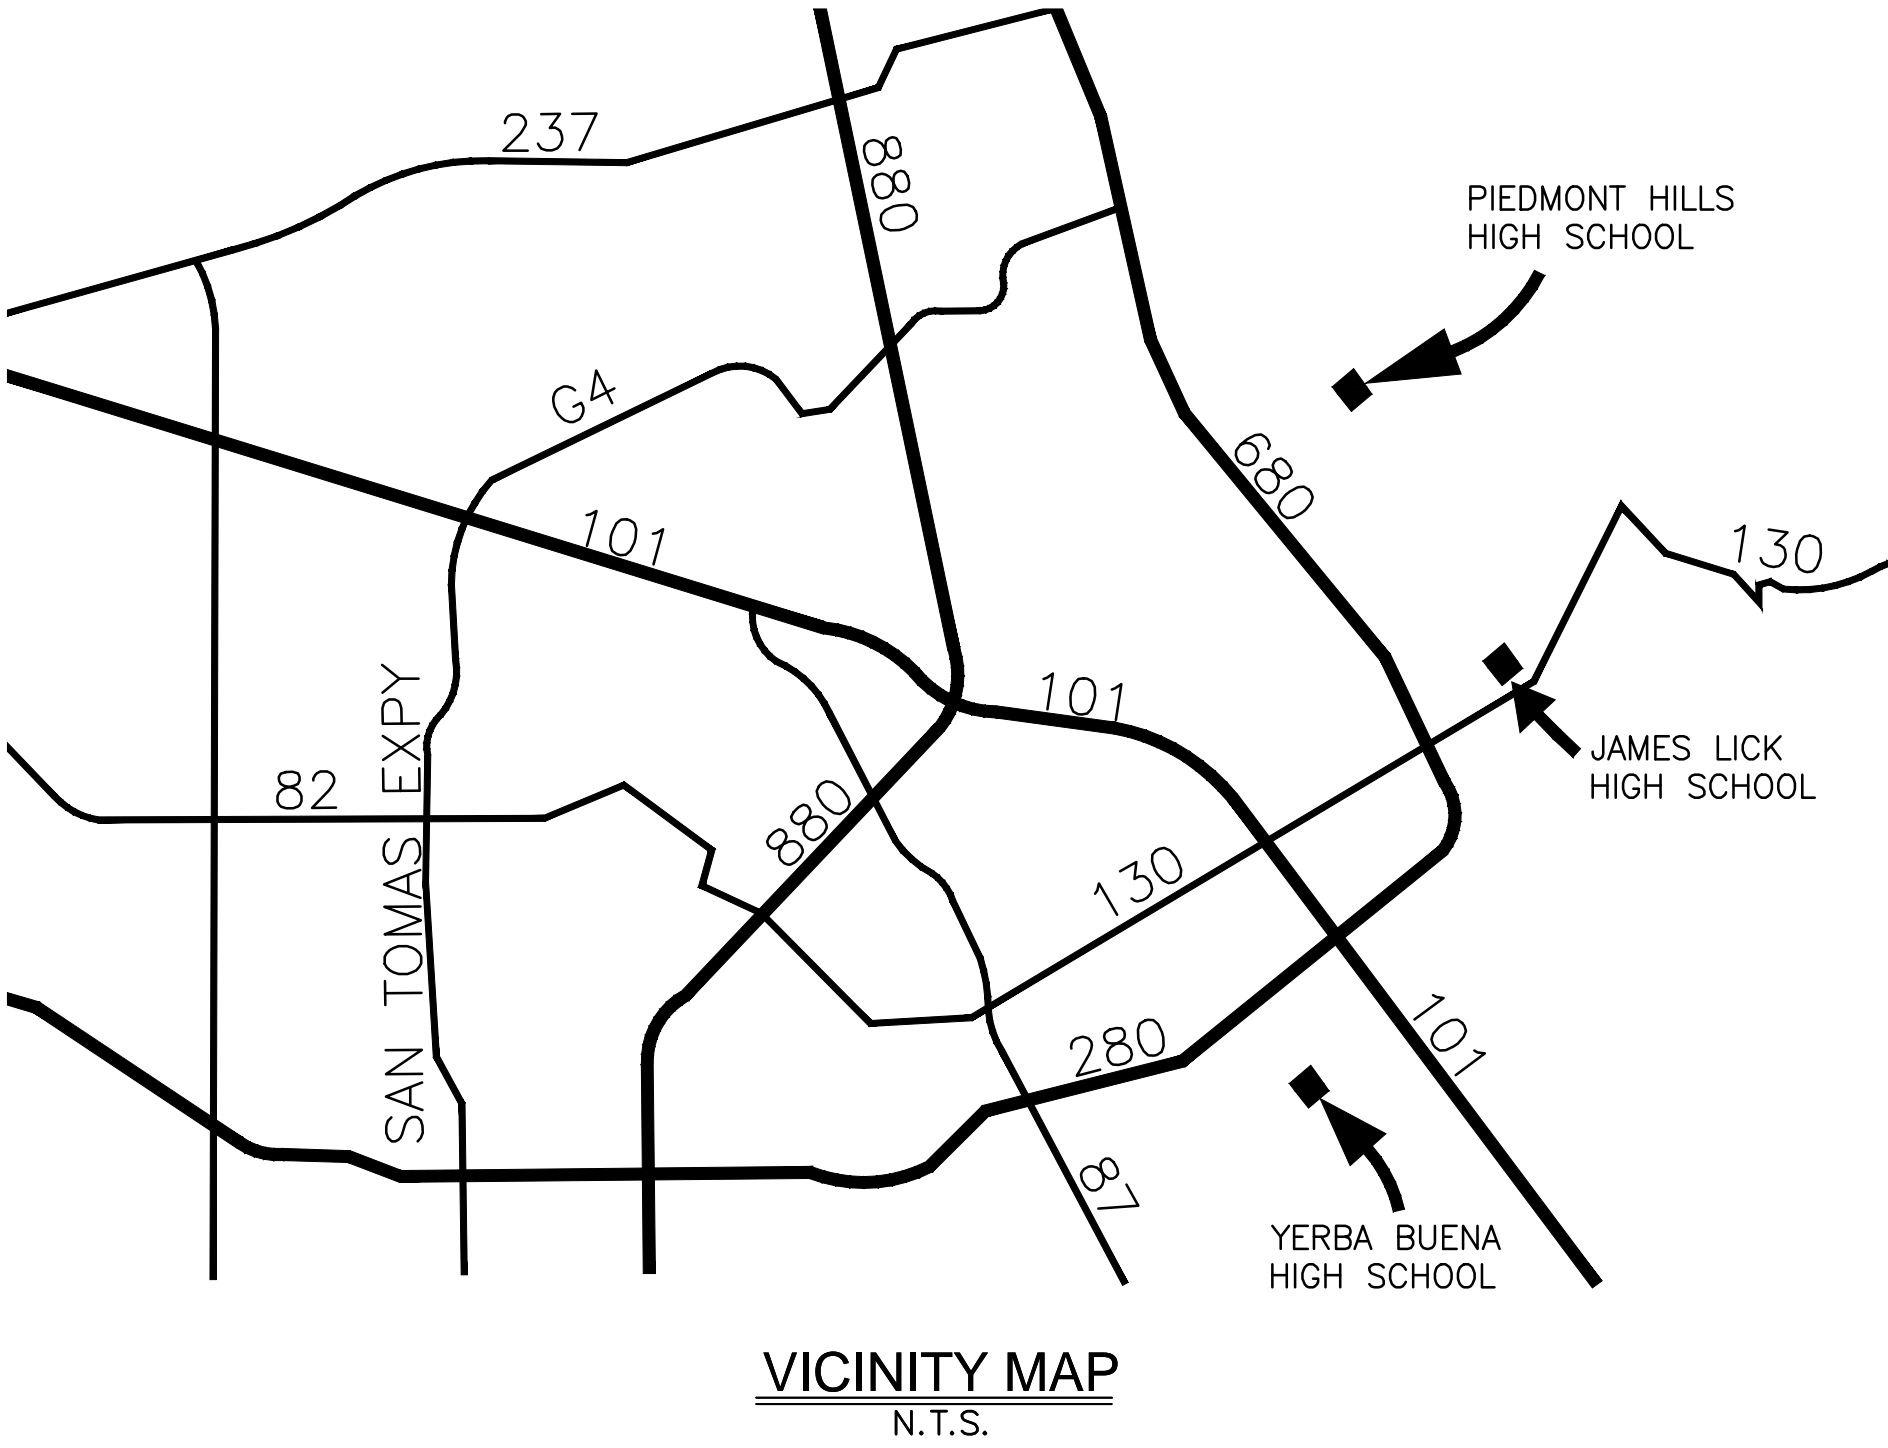 237
880
PIEDMONT HILLS
HIGH SCHOOL
G4
680
101
130
SAN TOMAS EXPY
101
JAMES LICK
HIGH SCHOOL
82
880
130
280
101
87
YERBA BUENA
HIGH SCHOOL
VICINITY MAP
N.T.S.